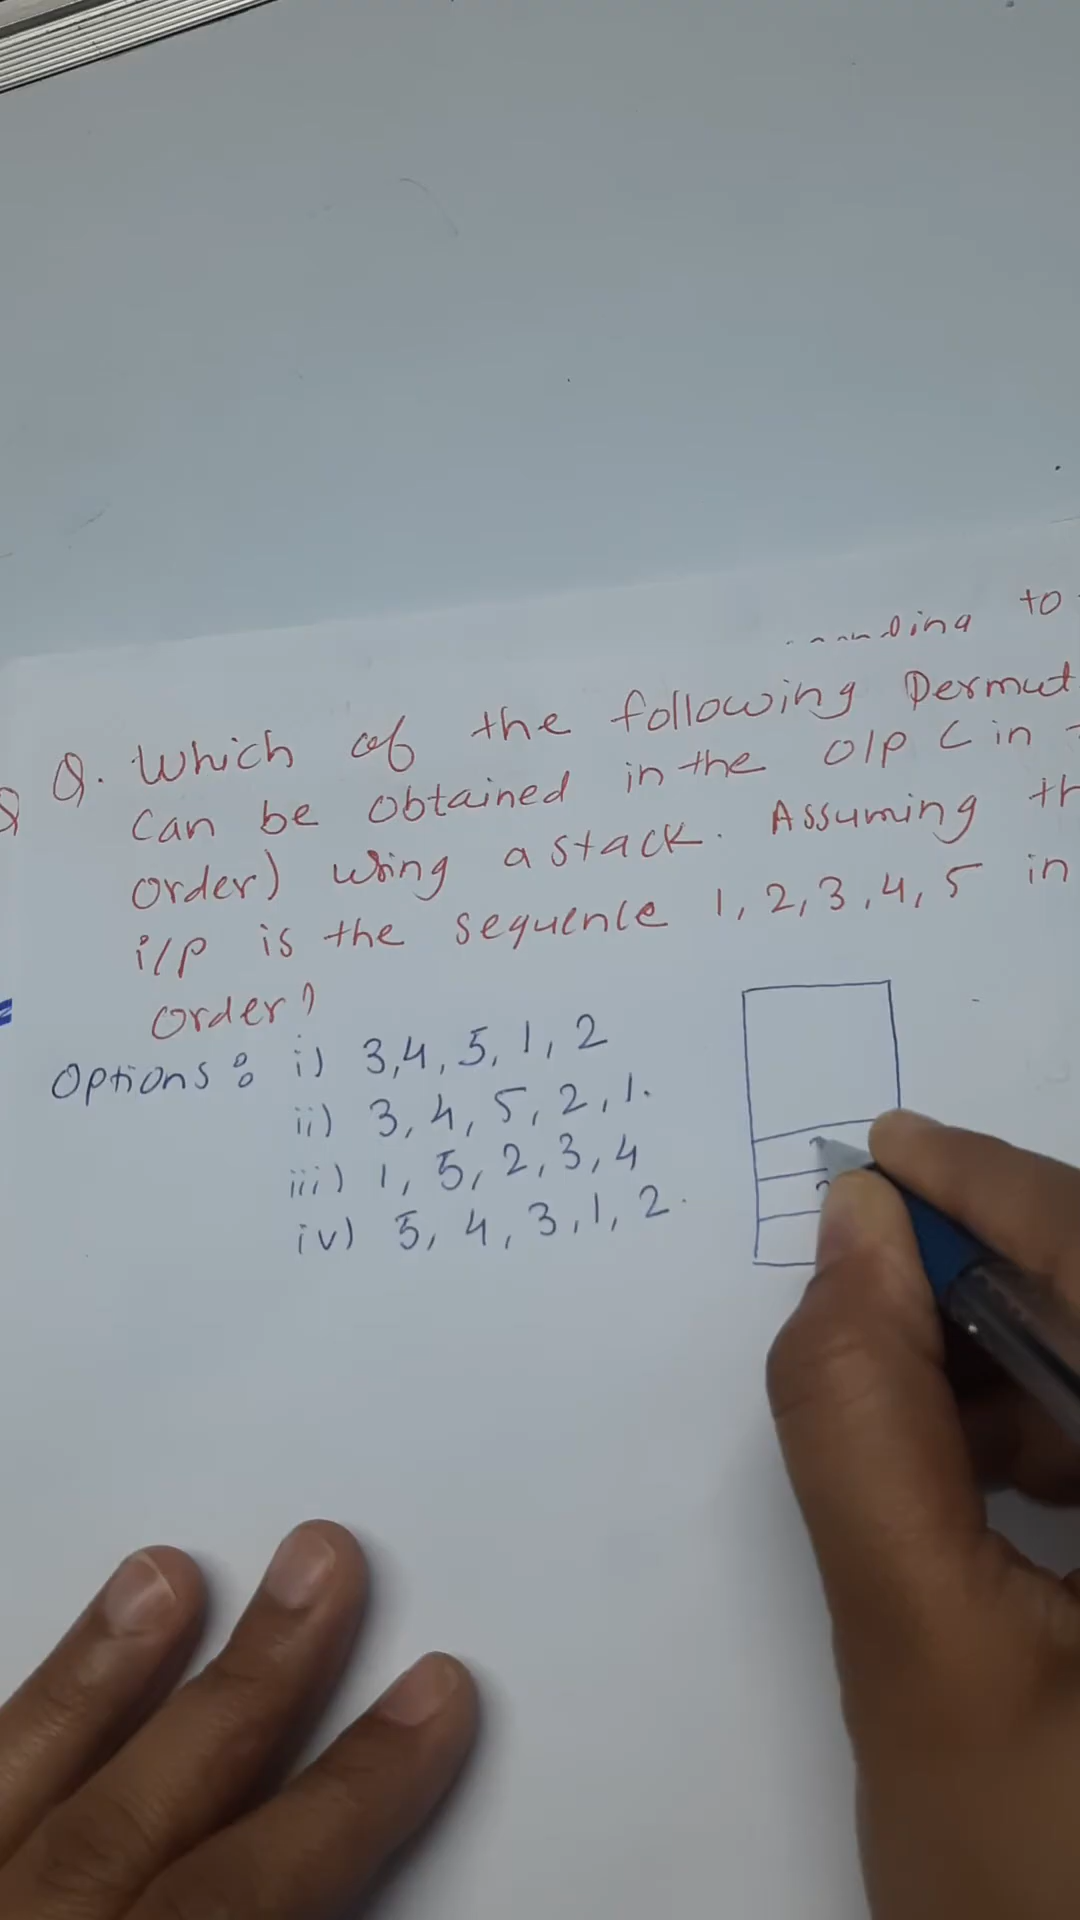 to
Q. Which of the following Permut
can be obtained in the O/P ( in
order) using a stack. Assuming th
i/p is the sequence 1, 2, 3, 4, 5 in
order?
Options : i) 3,4, 5, 1, 2
ii) 3, 4, 5, 2, 1.
iii) 1, 5, 2, 3, 4
iv) 5, 4, 3, 1, 2.